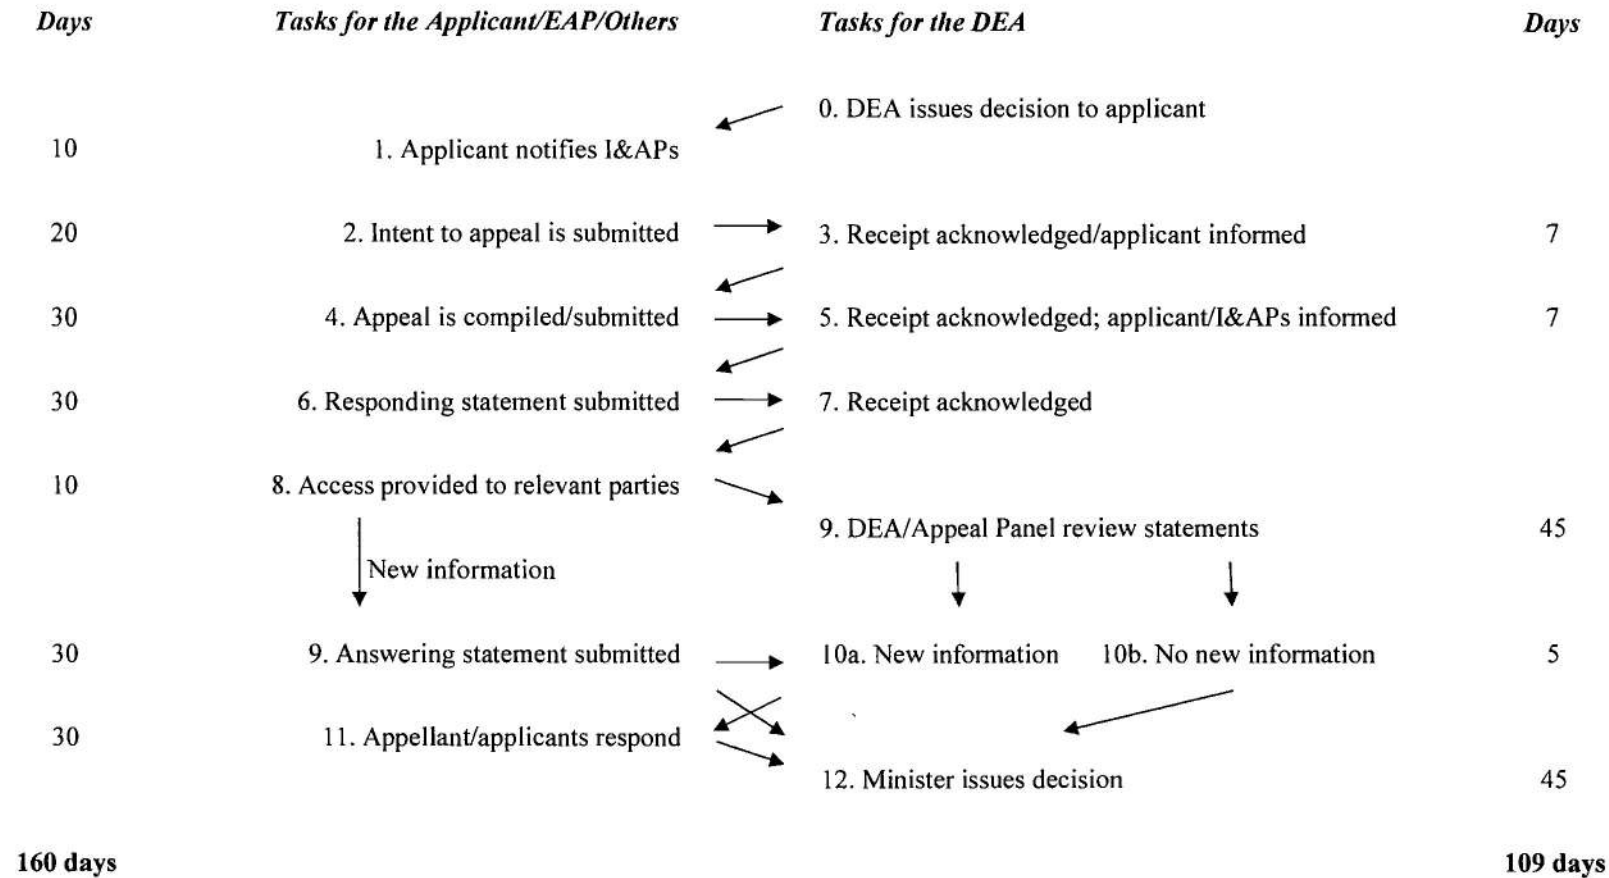 Days Tasks for the Applicant/EAP/Others Tasks for the DEA Days
0. DEA issues decision to applicant
10 1. Applicant notifies I&APs
20 2. Intent to appeal is submitted 3. Receipt acknowledged/applicant informed 7
30 4. Appeal is compiled/submitted 5. Receipt acknowledged; applicant/I&APs informed 7
30 6. Responding statement submitted 7. Receipt acknowledged
10 8. Access provided to relevant parties
9. DEA/Appeal Panel review statements 45
New information
30 9. Answering statement submitted 10a. New information 10b. No new information 5
30 11. Appellant/applicants respond
12. Minister issues decision 45
160 days 109 days